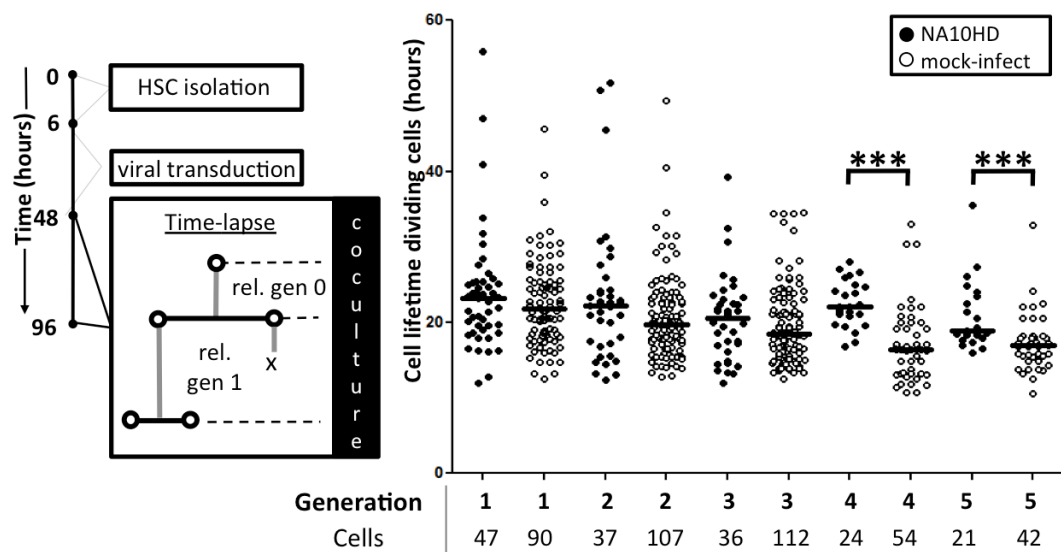 0
6
48
96
Time (hours)
HSC isolation
viral transduction
Time-lapse
rel. gen 0
rel.
gen 1
x
coculture
Cell lifetime dividing cells (hours)
60
40
20
0
NA10HD
mock-infect
*** ***
Generation 1 1 2 2 3 3 4 4 5 5
Cells 47 90 37 107 36 112 24 54 21 42